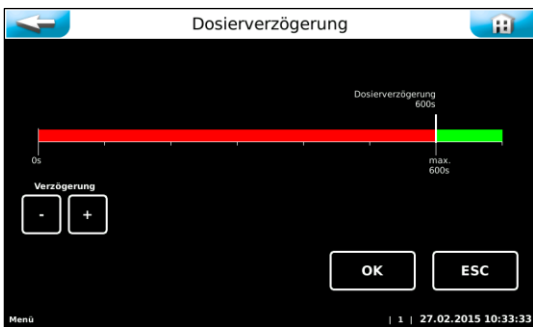 Dosierverzögerung
Dosierverzögerung
600s
0s
max.
600s
Verzögerung
- +
OK ESC
Menü | 1 | 27.02.2015 10:33:33